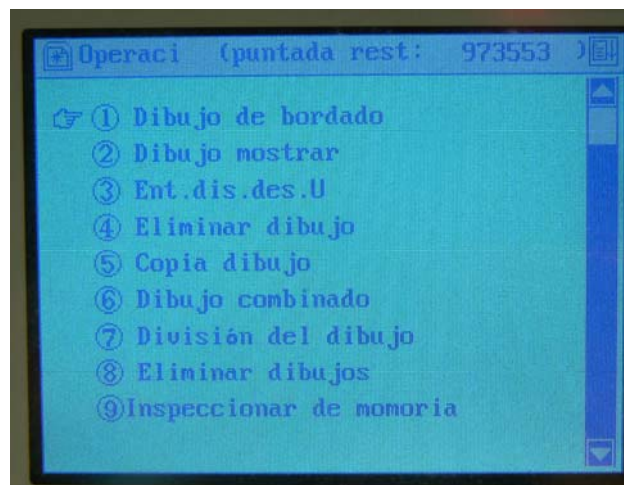 Operaci (puntada rest: 973553 )
① Dibujo de bordado
② Dibujo mostrar
③ Ent.dis.des.U
④ Eliminar dibujo
⑤ Copia dibujo
⑥ Dibujo combinado
⑦ División del dibujo
⑧ Eliminar dibujos
⑨Inspeccionar de momoria